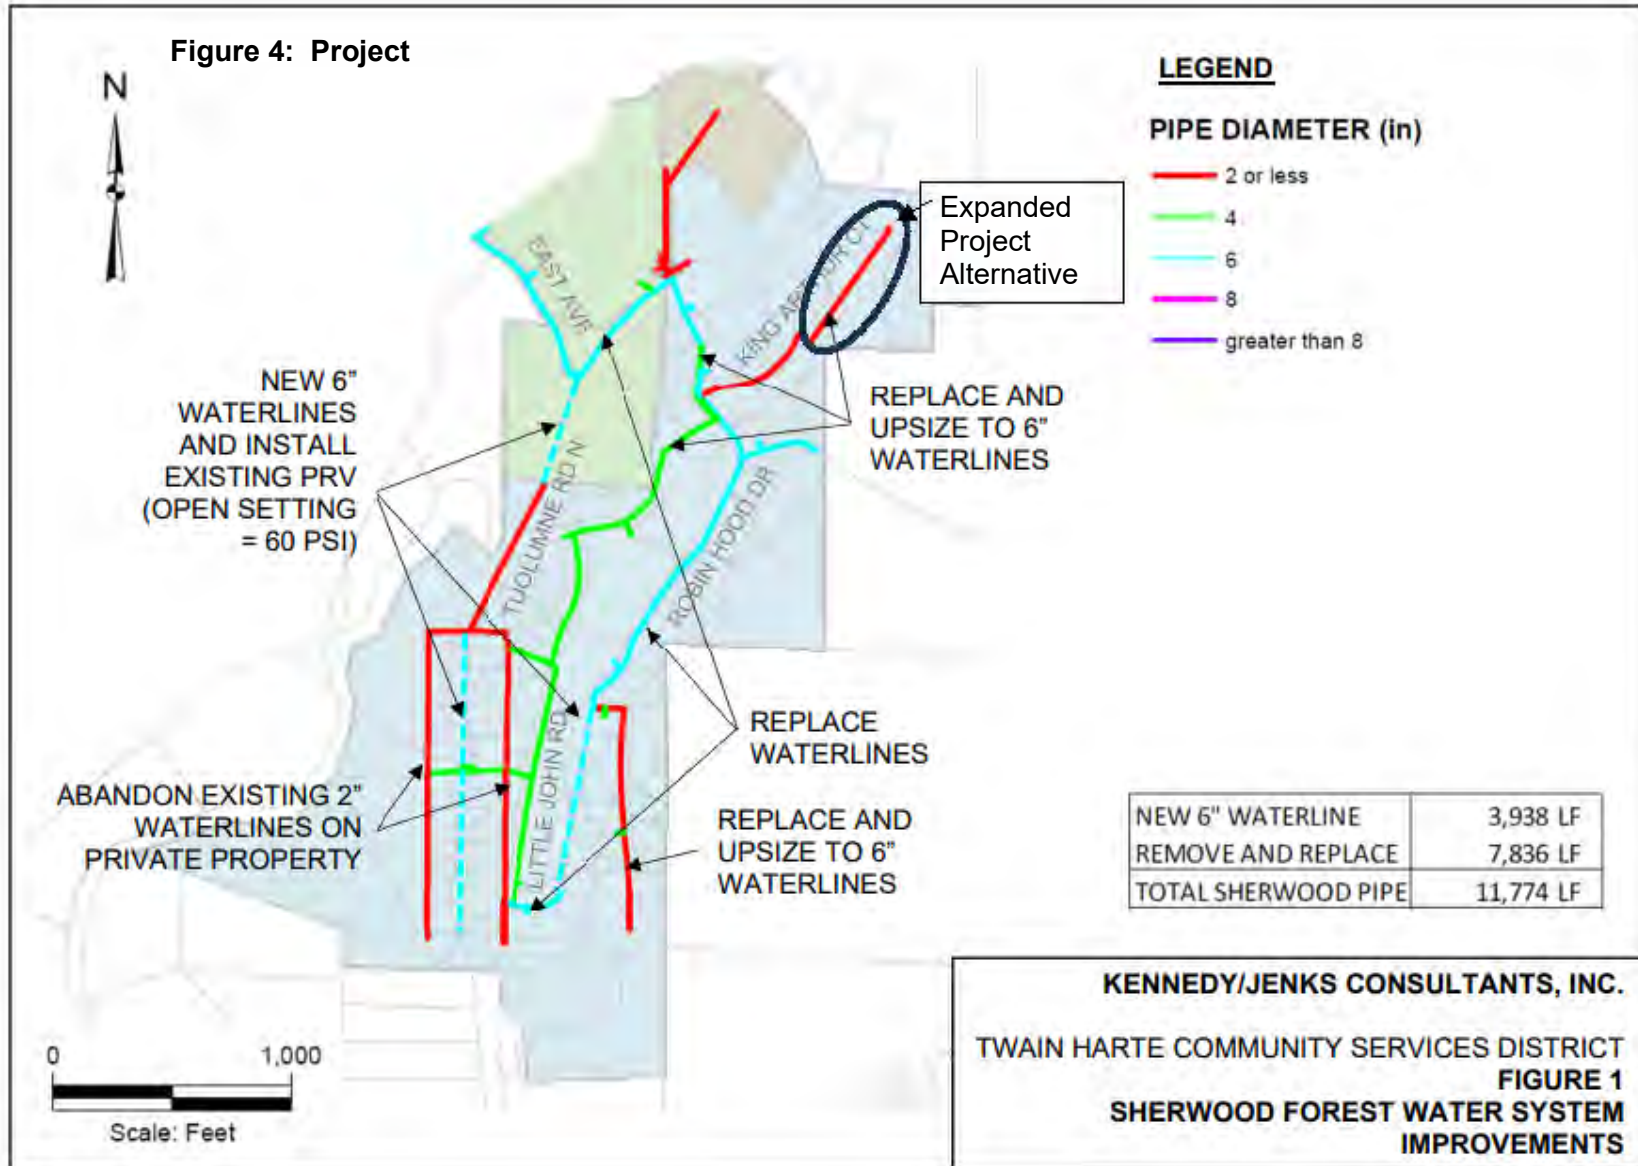 Figure 4:  Project
N
LEGEND
PIPE DIAMETER (in)
2 or less
4
6
8
greater than 8
Expanded
Project
Alternative
EAST AVE
KING ARTHUR CT
TUOLUMNE RD N
ROBIN HOOD DR
LITTLE JOHN RD
NEW 6"
WATERLINES
AND INSTALL
EXISTING PRV
(OPEN SETTING
= 60 PSI)
REPLACE AND
UPSIZE TO 6"
WATERLINES
REPLACE
WATERLINES
ABANDON EXISTING 2"
WATERLINES ON
PRIVATE PROPERTY
REPLACE AND
UPSIZE TO 6"
WATERLINES
NEW 6" WATERLINE 3,938 LF
REMOVE AND REPLACE 7,836 LF
TOTAL SHERWOOD PIPE 11,774 LF
0 1,000
Scale: Feet
KENNEDY/JENKS CONSULTANTS, INC.
TWAIN HARTE COMMUNITY SERVICES DISTRICT
FIGURE 1
SHERWOOD FOREST WATER SYSTEM
IMPROVEMENTS